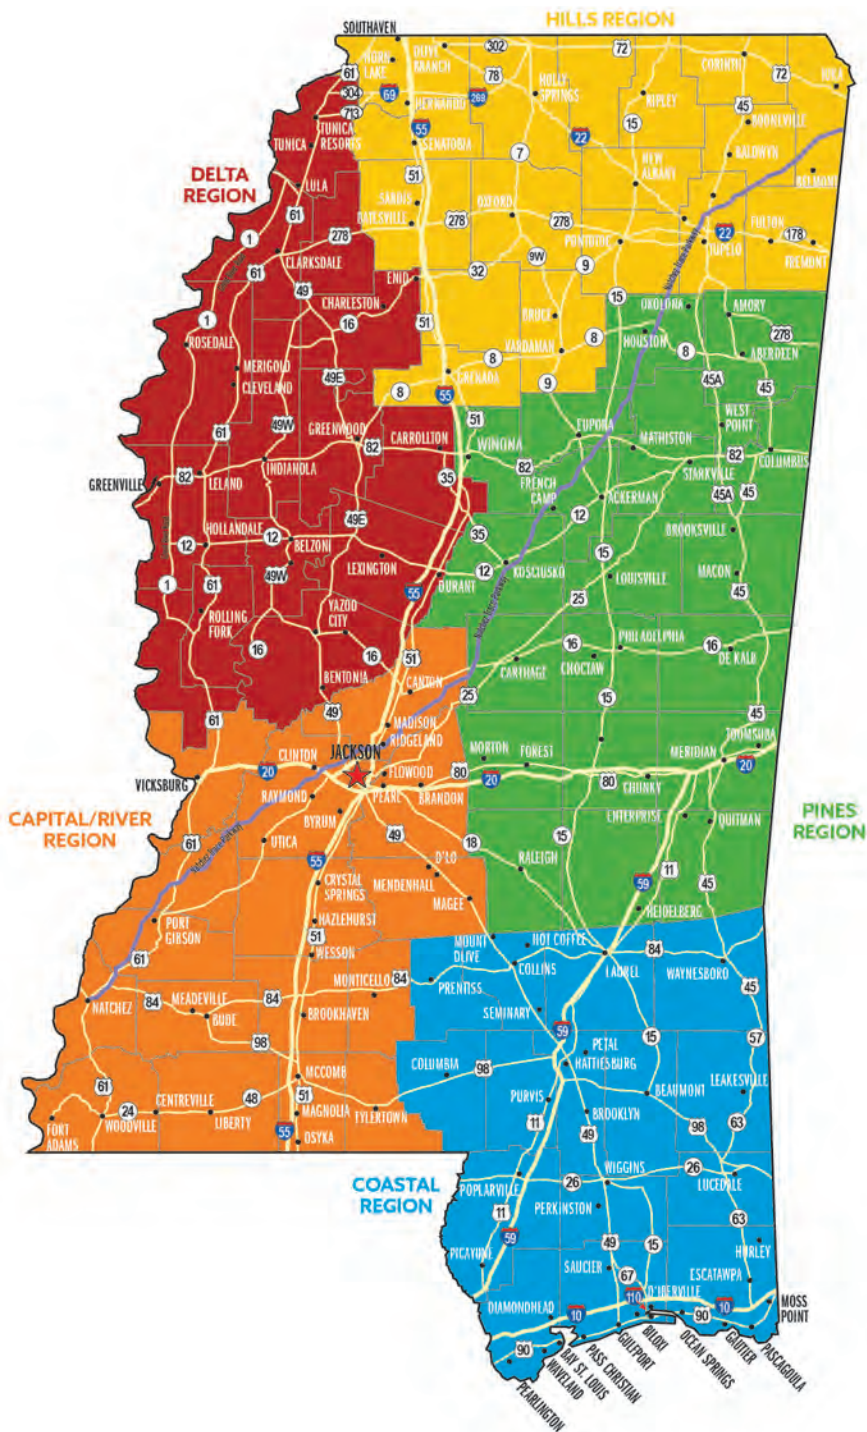 HILLS REGION
SOUTHAVEN
HORN
LAKE
OLIVE
BRANCH
302
72
CORINTH
72
IUKA
61
304
69
269
78
HOLLY
SPRINGS
RIPLEY
45
HERNANDO
713
TUNICA
RESORTS
55
22
15
BOONEVILLE
TUNICA
SENATOBIA
7
NEW
ALBANY
BALDWYN
BELMONT
DELTA
REGION
LULA
51
SARDIS
OXFORD
61
BATESVILLE
278
278
PONTOTOC
22
FULTON
178
TUPELO
FREMONT
1
278
CLARKSDALE
61
9W
9
32
Natchez Trace Parkway
ENID
49
CHARLESTON
16
15
OKOLONA
AMORY
1
51
BRUCE
HOUSTON
278
ROSEDALE
VARDAMAN
8
8
8
ABERDEEN
MERIGOLD
CLEVELAND
49E
GRENADA
45A
45
8
55
9
61
49W
51
WEST
POINT
GREENWOOD
82
CARROLLTON
WINONA
EUPORA
MATHISTON
82
COLUMBUS
GREENVILLE
82
LELAND
INDIANOLA
35
82
STARKVILLE
FRENCH
CAMP
ACKERMAN
45A
45
49E
12
HOLLANDALE
12
12
BELZONI
35
15
BROOKSVILLE
LEXINGTON
12
KOSCIUSKO
1
61
49W
DURANT
LOUISVILLE
MACON
45
55
25
ROLLING
FORK
YAZOO
CITY
Natchez Trace Parkway
16
16
51
16
PHILADELPHIA
16
DE KALB
CARTHAGE
CHOCTAW
BENTONIA
CANTON
25
15
61
49
MADISON
RIDGELAND
45
TOOMSUBA
CLINTON
JACKSON
MORTON
FOREST
MERIDIAN
VICKSBURG
20
FLOWOOD
80
20
80
CHUNKY
20
RAYMOND
PEARL
BRANDON
CAPITAL/RIVER
REGION
BYRAM
ENTERPRISE
QUITMAN
PINES
REGION
61
Natchez Trace Parkway
UTICA
49
18
15
55
D'LO
RALEIGH
11
CRYSTAL
SPRINGS
MENDENHALL
59
45
MAGEE
PORT
GIBSON
HAZLEHURST
HEIDELBERG
51
MOUNT
OLIVE
HOT COFFEE
61
WESSON
COLLINS
LAUREL
84
WAYNESBORO
MONTICELLO
84
PRENTISS
45
NATCHEZ
84
MEADEVILLE
84
BUDE
BROOKHAVEN
SEMINARY
98
59
15
57
PETAL
HATTIESBURG
COLUMBIA
98
61
MCCOMB
48
51
PURVIS
BEAUMONT
LEAKESVILLE
24
CENTREVILLE
MAGNOLIA
TYLERTOWN
11
BROOKLYN
98
63
FORT
ADAMS
WOODVILLE
LIBERTY
49
55
OSYKA
COASTAL
REGION
WIGGINS
26
POPLARVILLE
26
LUCEDALE
PERKINSTON
11
63
59
49
15
HURLEY
PICAYUNE
SAUCIER
67
ESCATAWPA
D'IBERVILLE
110
10
MOSS
POINT
DIAMONDHEAD
10
90
90
GULFPORT
BILOXI
OCEAN SPRINGS
GAUTIER
PASCAGOULA
PASS CHRISTIAN
BAY ST. LOUIS
WAVELAND
PEARLINGTON